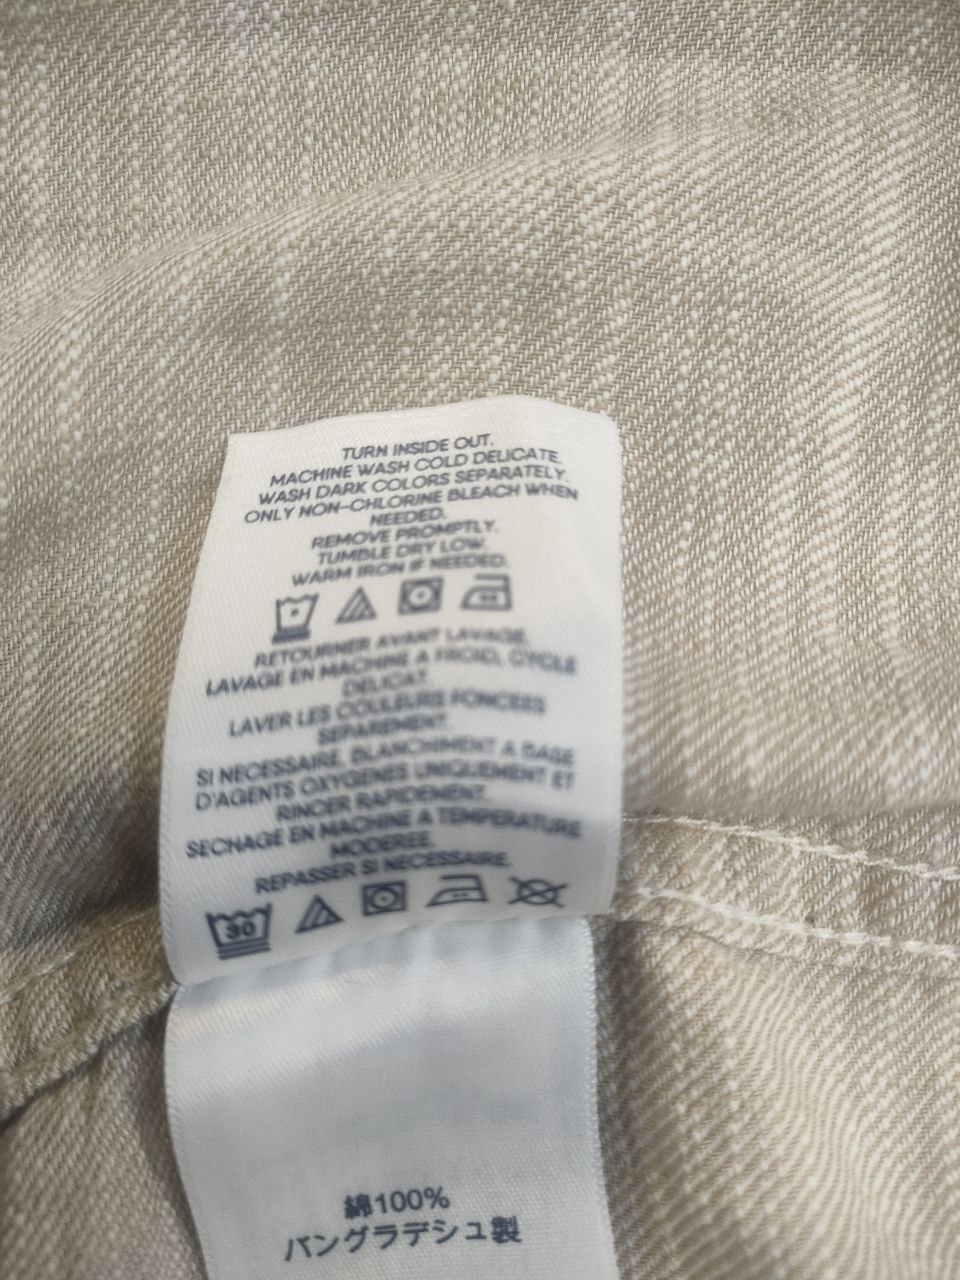 TURN INSIDE OUT.
MACHINE WASH COLD DELICATE.
WASH DARK COLORS SEPARATELY.
ONLY NON-CHLORINE BLEACH WHEN
NEEDED.
REMOVE PROMPTLY.
TUMBLE DRY LOW.
WARM IRON IF NEEDED.
RETOURNER AVANT LAVAGE.
LAVAGE EN MACHINE A FROID, CYCLE
DELICAT.
LAVER LES COULEURS FONCEES
SEPAREMENT.
SI NECESSAIRE, BLANCHIMENT A BASE
D'AGENTS OXYGENES UNIQUEMENT ET
RINCER RAPIDEMENT.
SECHAGE EN MACHINE A TEMPERATURE
MODEREE.
REPASSER SI NECESSAIRE.
30
綿100%
バングラデシュ製